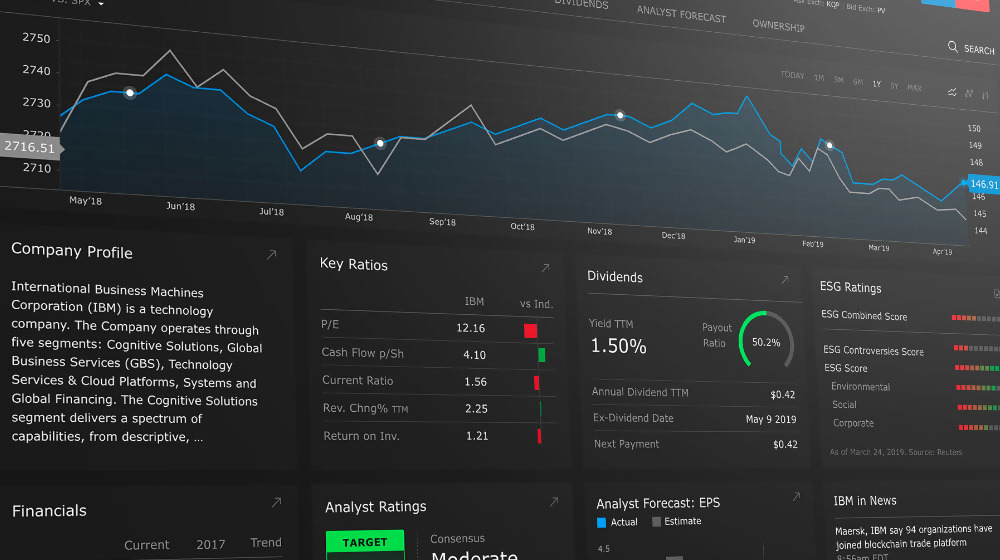 VS. SPX
DIVIDENDS
ANALYST FORECAST
OWNERSHIP
Ask Exch: KQP | Bid Exch: PV
SEARCH
TODAY 1M 3M 6M 1Y 5Y MAX
2750
2740
2730
2720
2716.51
2710
150
149
148
146.91
146
145
144
May'18
Jun'18
Jul'18
Aug'18
Sep'18
Oct'18
Nov'18
Dec'18
Jan'19
Feb'19
Mar'19
Apr'19
Company Profile
International Business Machines
Corporation (IBM) is a technology
company. The Company operates through
five segments: Cognitive Solutions, Global
Business Services (GBS), Technology
Services & Cloud Platforms, Systems and
Global Financing. The Cognitive Solutions
segment delivers a spectrum of
capabilities, from descriptive, ...
Key Ratios
IBM vs Ind.
P/E 12.16
Cash Flow p/Sh 4.10
Current Ratio 1.56
Rev. Chng% TTM 2.25
Return on Inv. 1.21
Dividends
Yield TTM
1.50%
Payout
Ratio
50.2%
Annual Dividend TTM $0.42
Ex-Dividend Date May 9 2019
Next Payment $0.42
ESG Ratings
ESG Combined Score
ESG Controversies Score
ESG Score
Environmental
Social
Corporate
As of March 24, 2019. Source: Reuters
Financials
Current 2017 Trend
Analyst Ratings
TARGET
Consensus
Moderate
Analyst Forecast: EPS
Actual Estimate
4.5
IBM in News
Maersk, IBM say 94 organizations have
joined blockchain trade platform
8:56am EDT